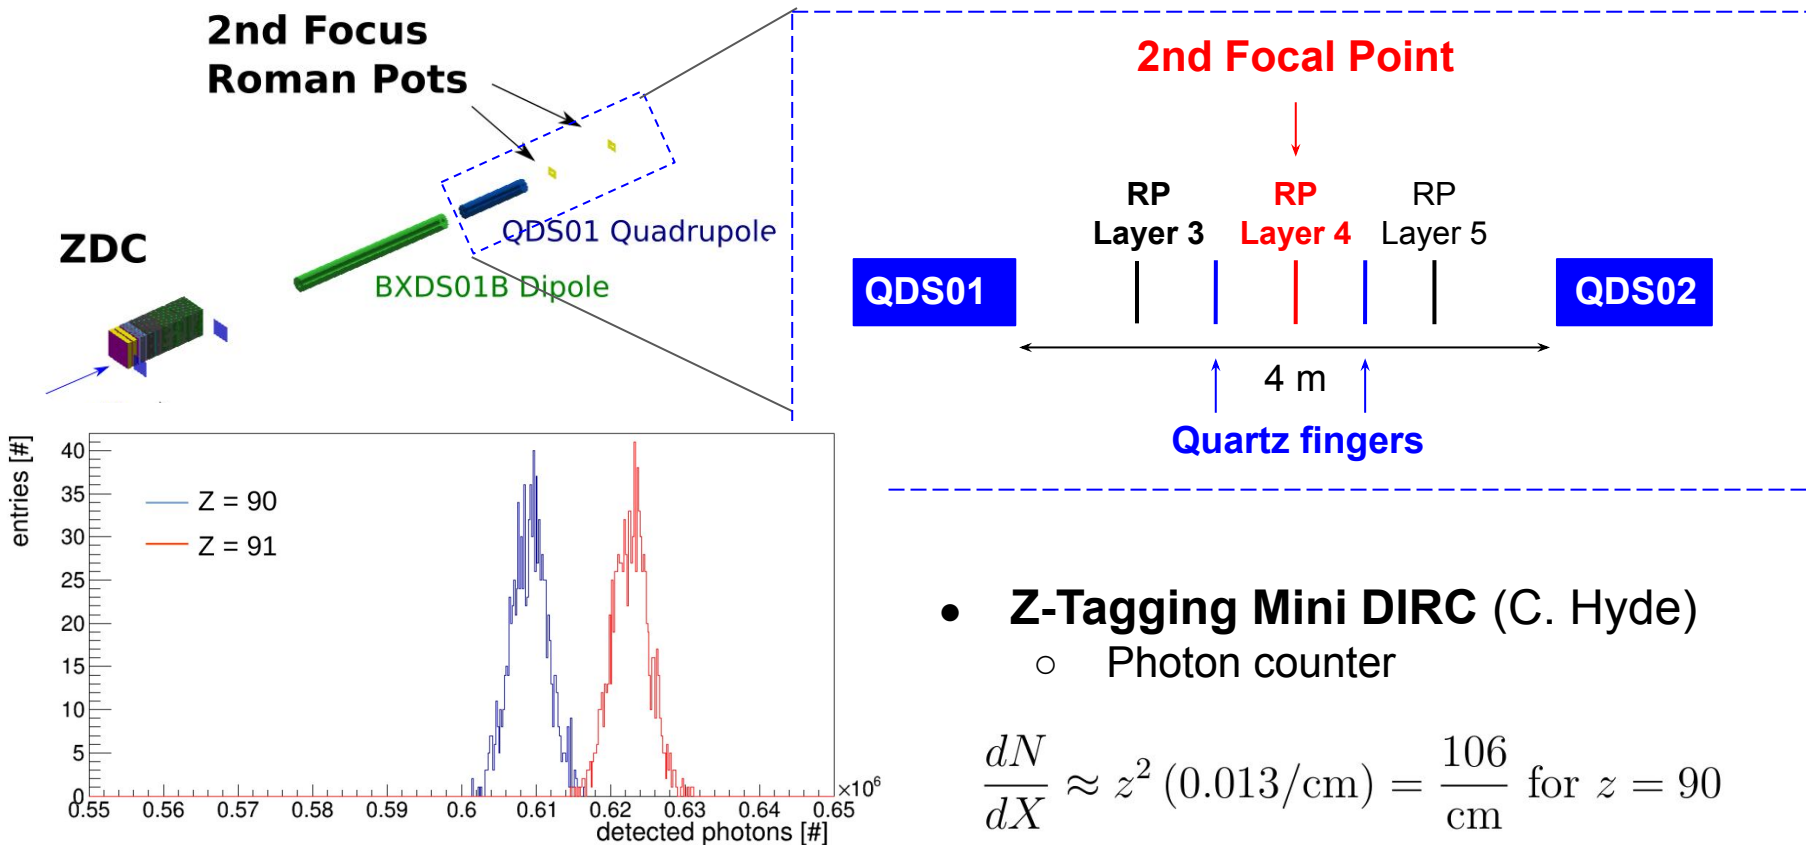 2nd Focus
Roman Pots
ZDC
QDS01 Quadrupole
BXDS01B Dipole
2nd Focal Point
RP
Layer 3
RP
Layer 4
RP
Layer 5
QDS01
QDS02
4 m
Quartz fingers
entries [#]
40
35
30
25
20
15
10
5
0
Z = 90
Z = 91
0.55 0.56 0.57 0.58 0.59 0.6 0.61 0.62 0.63 0.64 0.65
×10⁶
detected photons [#]
● Z-Tagging Mini DIRC (C. Hyde)
○ Photon counter
dN/dX ≈ z² (0.013/cm) = 106/cm for z = 90